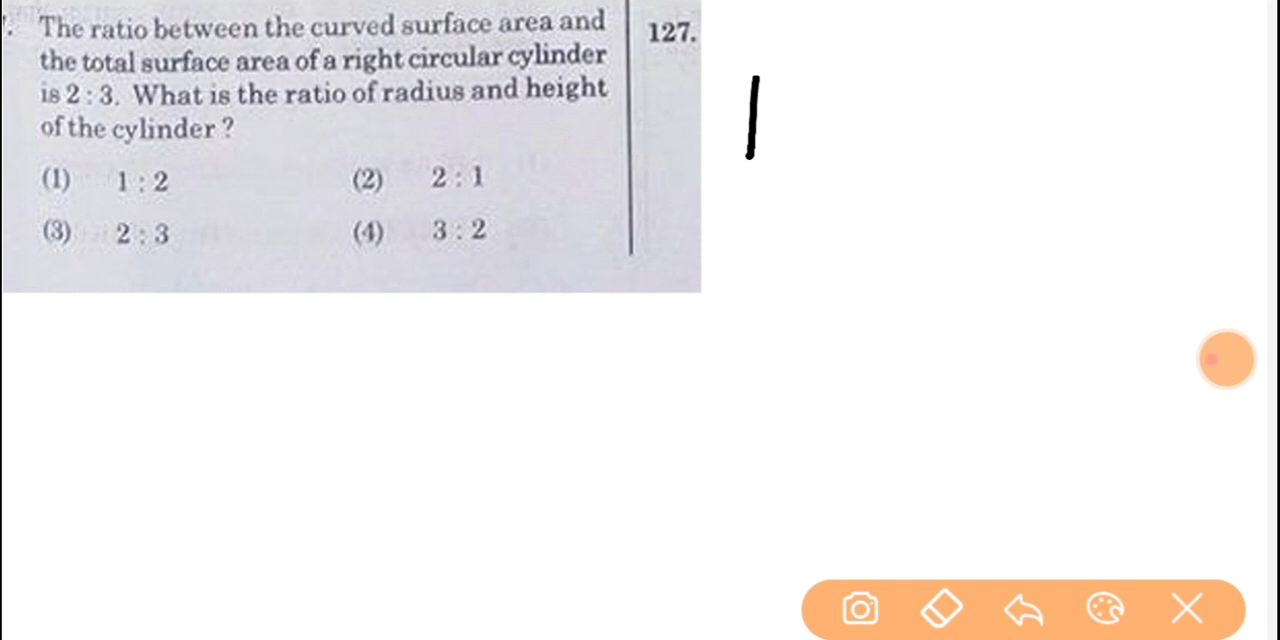 The ratio between the curved surface area and
the total surface area of a right circular cylinder
is 2 : 3. What is the ratio of radius and height
of the cylinder ?
(1) 1 : 2 (2) 2 : 1
(3) 2 : 3 (4) 3 : 2
127.